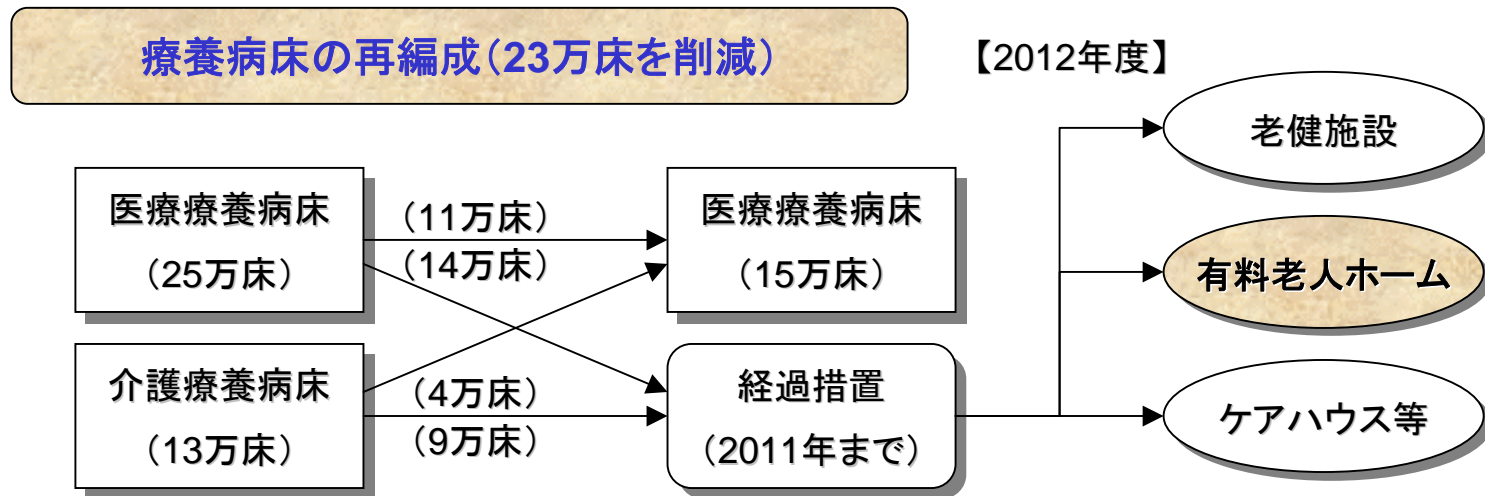 療養病床の再編成（23万床を削減）
【2012年度】
老健施設
医療療養病床
（25万床）
（11万床）
（14万床）
医療療養病床
（15万床）
有料老人ホーム
介護療養病床
（13万床）
（4万床）
（9万床）
経過措置
（2011年まで）
ケアハウス等